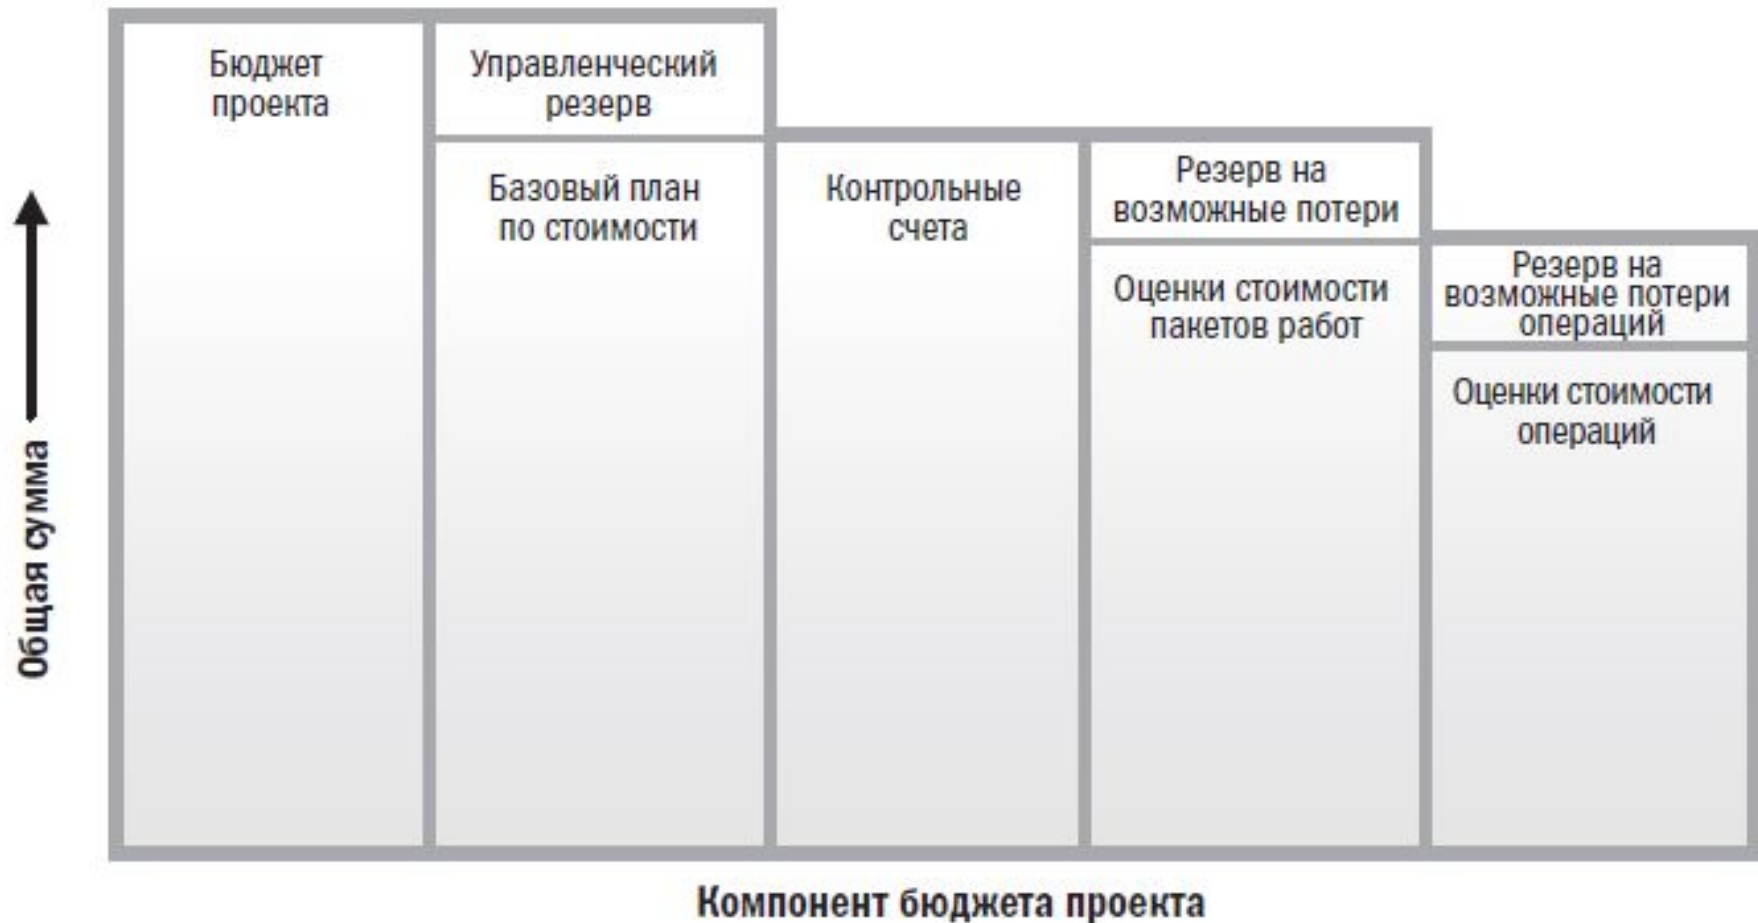 Бюджет
проекта
Управленческий
резерв
Базовый план
по стоимости
Контрольные
счета
Резерв на
возможные потери
Оценки стоимости
пакетов работ
Резерв на
возможные потери
операций
Оценки стоимости
операций
Общая сумма
Компонент бюджета проекта